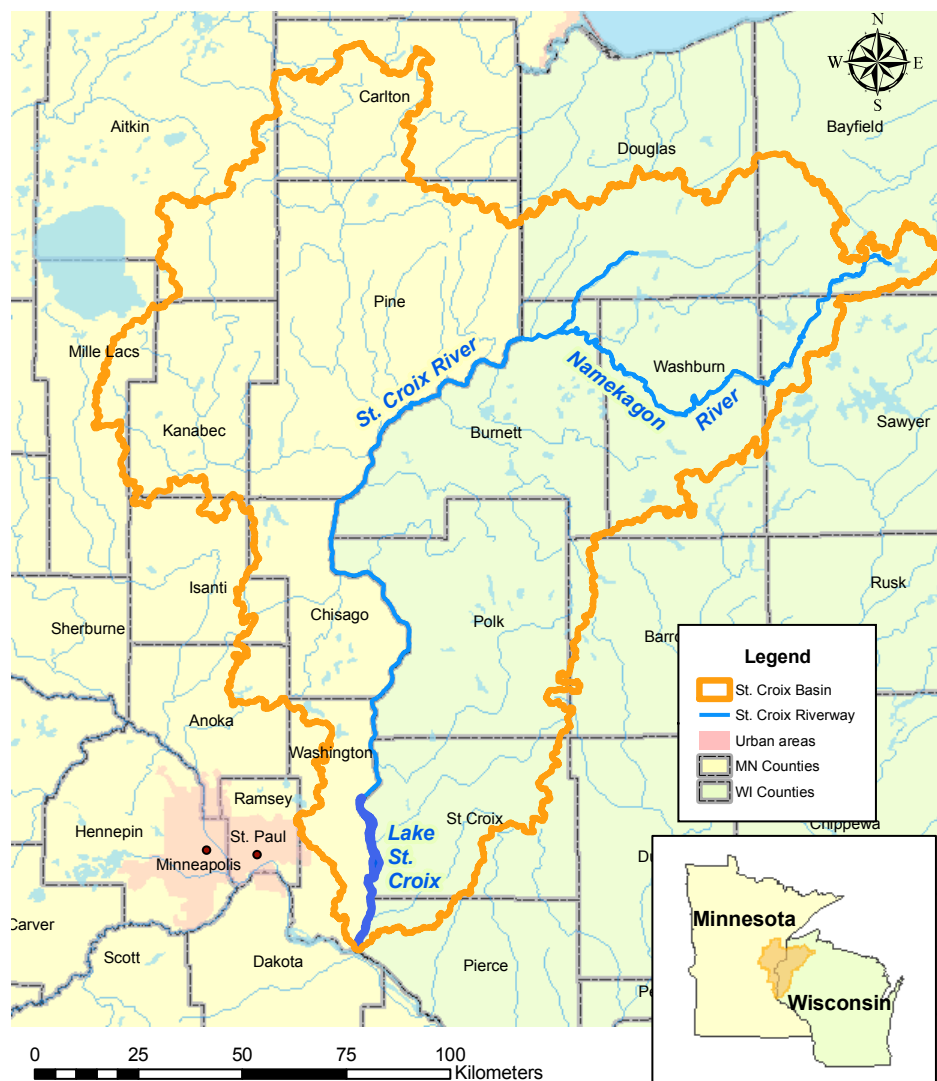 N
W
E
S
Carlton
Aitkin
Bayfield
Douglas
Pine
Mille Lacs
St. Croix River
Namekagon
River
Washburn
Sawyer
Kanabec
Burnett
Isanti
Rusk
Chisago
Sherburne
Polk
Barro
Legend
St. Croix Basin
St. Croix Riverway
Urban areas
MN Counties
WI Counties
Anoka
Washington
Ramsey
Hennepin
St. Paul
Minneapolis
Lake
St.
Croix
St Croix
Chippewa
Du
Carver
Scott
Dakota
Pierce
Pe
Minnesota
Wisconsin
0 25 50 75 100
Kilometers